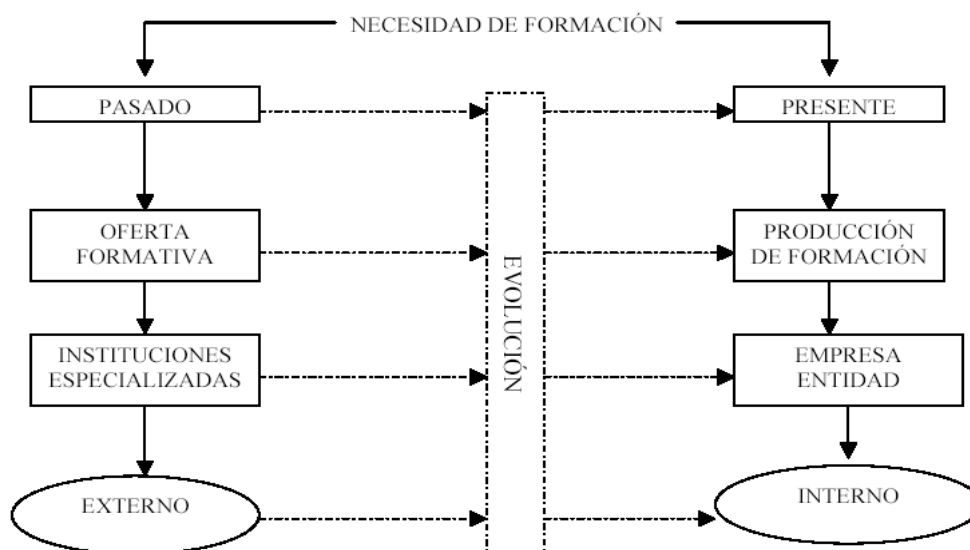 NECESIDAD DE FORMACIÓN
PASADO
PRESENTE
OFERTA
FORMATIVA
PRODUCCIÓN
DE FORMACIÓN
EVOLUCIÓN
INSTITUCIONES
ESPECIALIZADAS
EMPRESA
ENTIDAD
EXTERNO
INTERNO